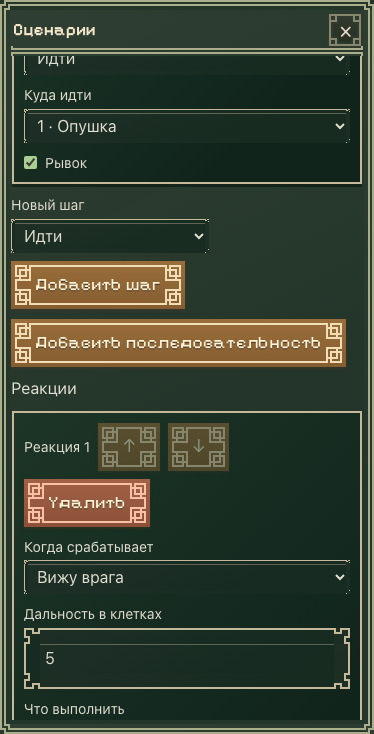 Сценарии
×
Идти
Куда идти
1 · Опушка
Рывок
Новый шаг
Идти
Добавить шаг
Добавить последовательность
Реакции
Реакция 1
↑
↓
Удалить
Когда срабатывает
Вижу врага
Дальность в клетках
5
Что выполнить